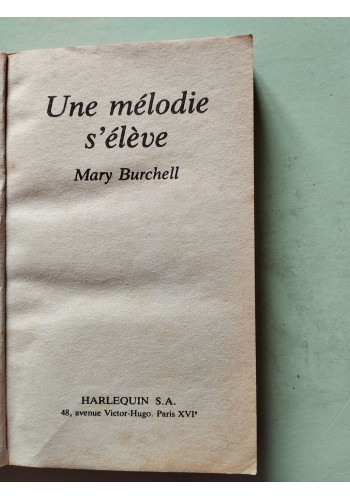 Une mélodie
s'élève
Mary Burchell
HARLEQUIN S.A.
48, avenue Victor-Hugo. Paris XVIᵉ